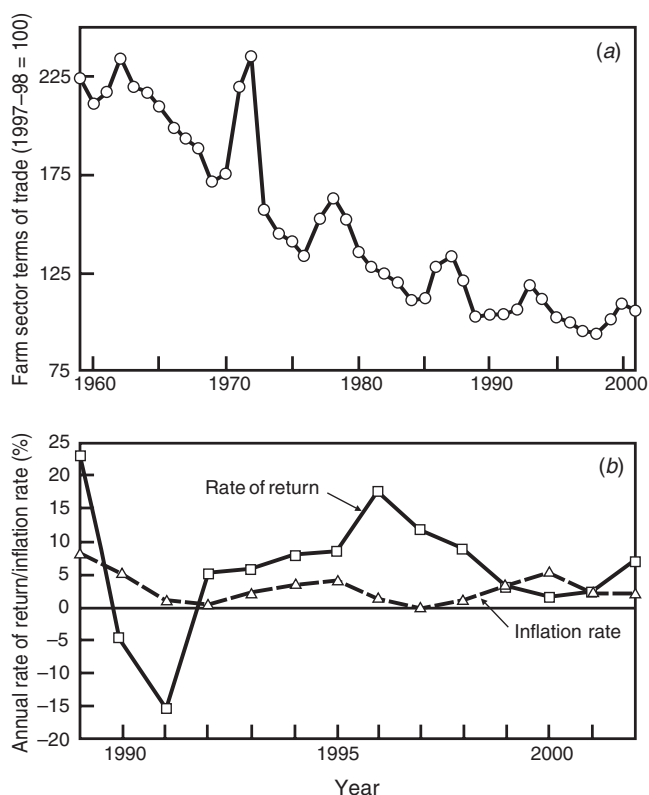 Farm sector terms of trade (1997–98 = 100)
(a)
225
175
125
75
1960 1970 1980 1990 2000
Annual rate of return/inflation rate (%)
(b)
25
20
15
10
5
0
–5
–10
–15
–20
Rate of return
Inflation rate
1990 1995 2000
Year